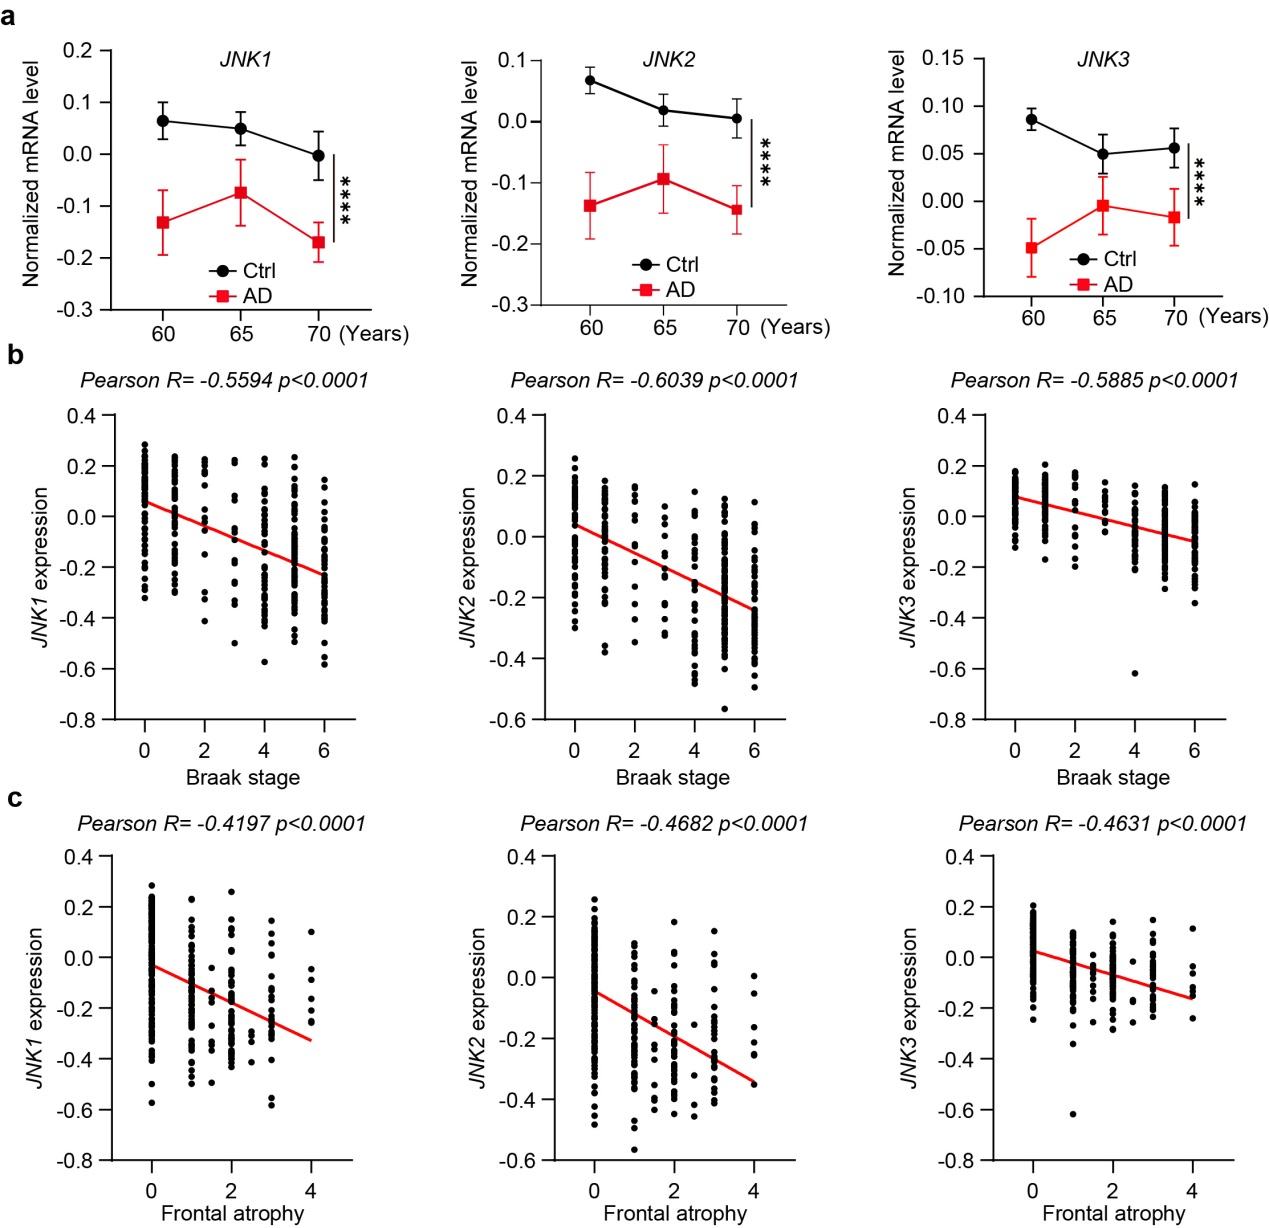 a
JNK1
Normalized mRNA level
0.2
0.1
0.0
-0.1
-0.2
-0.3
****
Ctrl
AD
60 65 70 (Years)
JNK2
Normalized mRNA level
0.1
0.0
-0.1
-0.2
-0.3
****
Ctrl
AD
60 65 70 (Years)
JNK3
Normalized mRNA level
0.15
0.10
0.05
0.00
-0.05
-0.10
****
Ctrl
AD
60 65 70 (Years)
b
Pearson R= -0.5594 p<0.0001
JNK1 expression
0.4
0.2
0.0
-0.2
-0.4
-0.6
-0.8
0 2 4 6
Braak stage
Pearson R= -0.6039 p<0.0001
JNK2 expression
0.4
0.2
0.0
-0.2
-0.4
-0.6
0 2 4 6
Braak stage
Pearson R= -0.5885 p<0.0001
JNK3 expression
0.4
0.2
0.0
-0.2
-0.4
-0.6
-0.8
0 2 4 6
Braak stage
c
Pearson R= -0.4197 p<0.0001
JNK1 expression
0.4
0.2
0.0
-0.2
-0.4
-0.6
-0.8
0 2 4
Frontal atrophy
Pearson R= -0.4682 p<0.0001
JNK2 expression
0.4
0.2
0.0
-0.2
-0.4
-0.6
0 2 4
Frontal atrophy
Pearson R= -0.4631 p<0.0001
JNK3 expression
0.4
0.2
0.0
-0.2
-0.4
-0.6
-0.8
0 2 4
Frontal atrophy